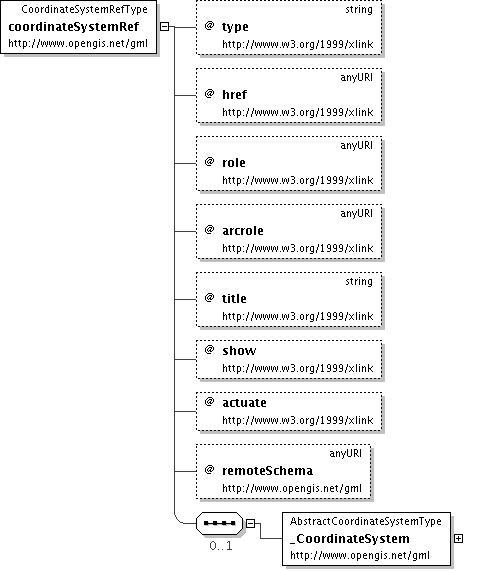 CoordinateSystemRefType
coordinateSystemRef
http://www.opengis.net/gml
string
@ type
http://www.w3.org/1999/xlink
anyURI
@ href
http://www.w3.org/1999/xlink
anyURI
@ role
http://www.w3.org/1999/xlink
anyURI
@ arcrole
http://www.w3.org/1999/xlink
string
@ title
http://www.w3.org/1999/xlink
@ show
http://www.w3.org/1999/xlink
@ actuate
http://www.w3.org/1999/xlink
anyURI
@ remoteSchema
http://www.opengis.net/gml
0..1
AbstractCoordinateSystemType
_CoordinateSystem
http://www.opengis.net/gml